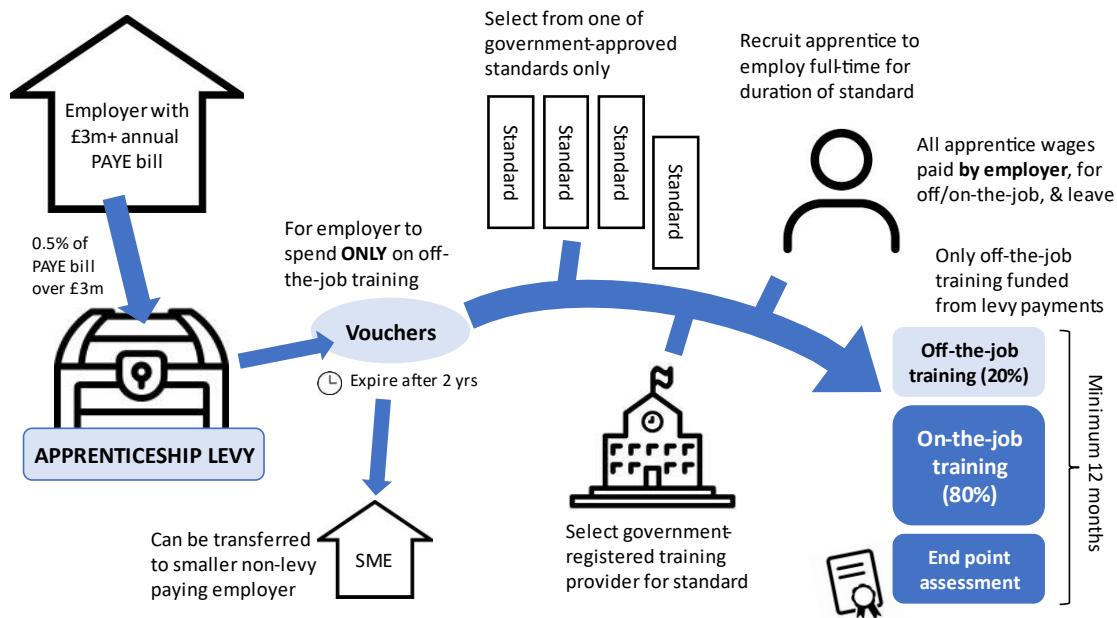 Employer with
£3m+ annual
PAYE bill
0.5% of
PAYE bill
over £3m
APPRENTICESHIP LEVY
For employer to
spend ONLY on off-
the-job training
Vouchers
Expire after 2 yrs
Can be transferred
to smaller non-levy
paying employer
SME
Select from one of
government-approved
standards only
Standard
Standard
Standard
Standard
Select government-
registered training
provider for standard
Recruit apprentice to
employ full-time for
duration of standard
All apprentice wages
paid by employer, for
off/on-the-job, & leave
Only off-the-job
training funded
from levy payments
Off-the-job
training (20%)
On-the-job
training
(80%)
End point
assessment
Minimum 12 months